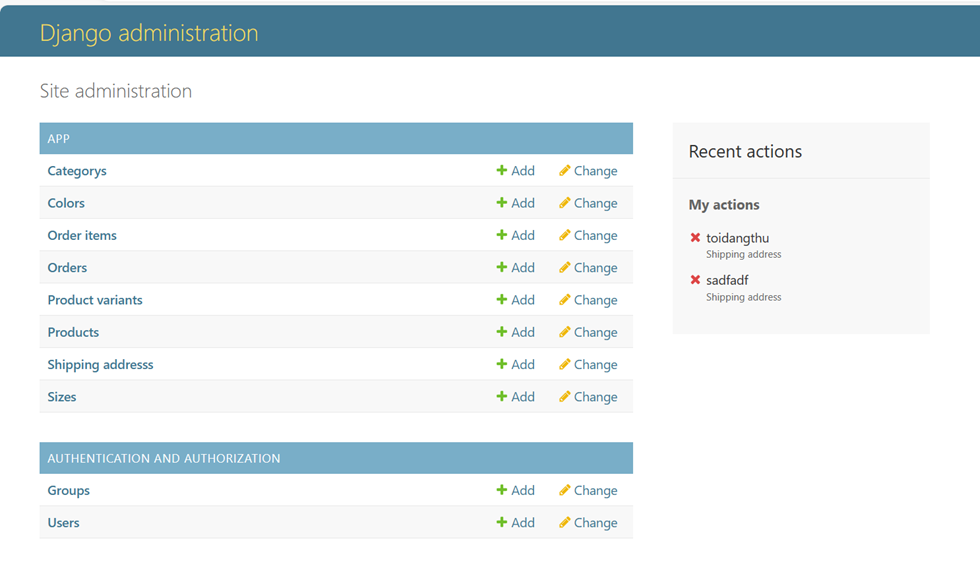 Django administration
Site administration
APP
Categorys Add Change
Colors Add Change
Order items Add Change
Orders Add Change
Product variants Add Change
Products Add Change
Shipping addresss Add Change
Sizes Add Change
AUTHENTICATION AND AUTHORIZATION
Groups Add Change
Users Add Change
Recent actions
My actions
toidangthu
Shipping address
sadfadf
Shipping address